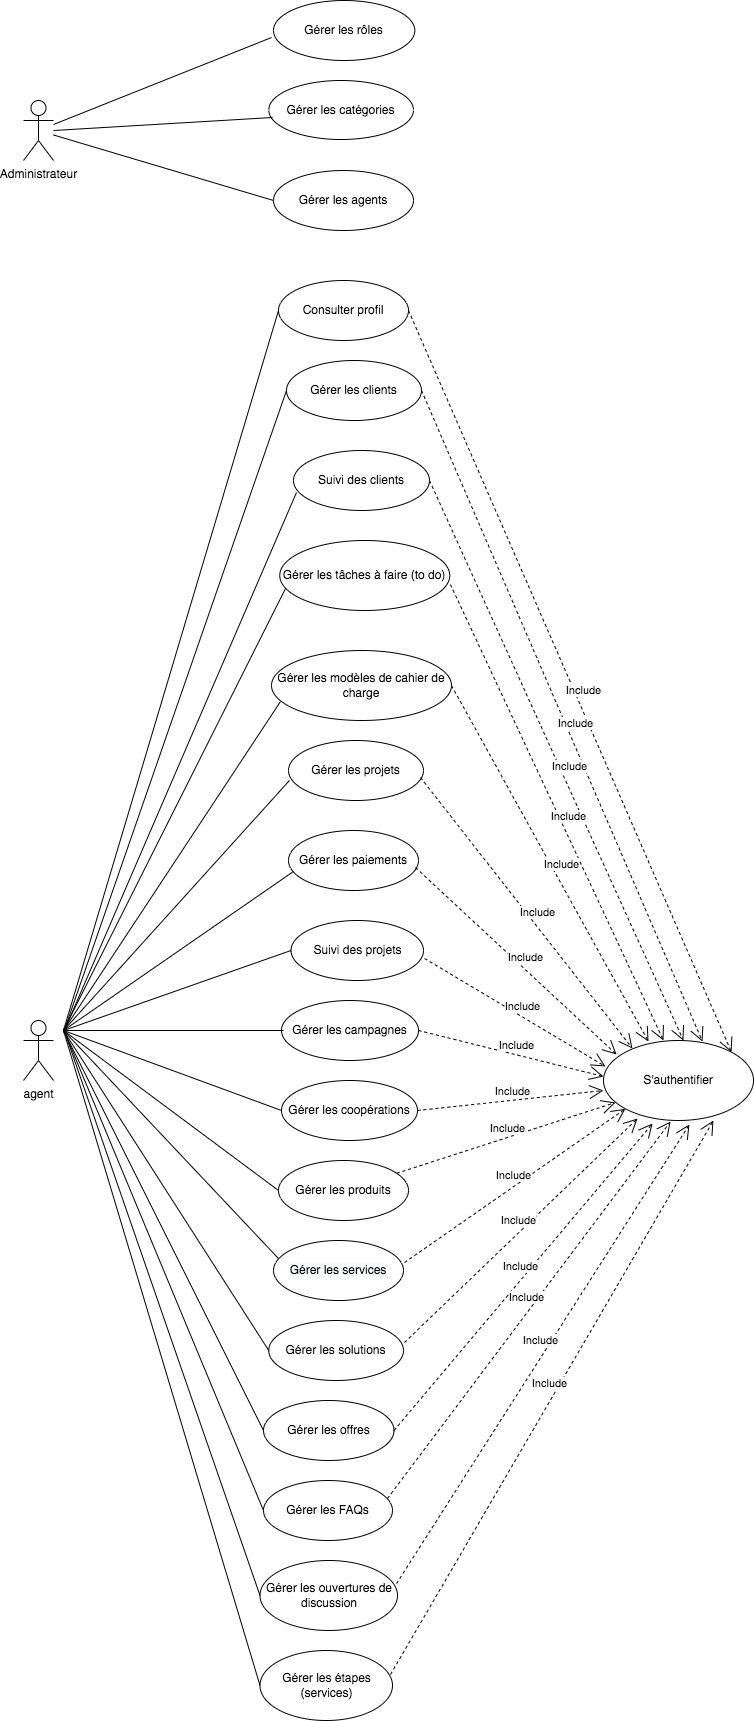 Gérer les rôles
Gérer les catégories
Administrateur
Gérer les agents
Consulter profil
Gérer les clients
Suivi des clients
Gérer les tâches à faire (to do)
Gérer les modèles de cahier de
charge
Include
Include
Gérer les projets
Include
Include
Gérer les paiements
Include
Include
Suivi des projets
Include
Include
Gérer les campagnes
Include
S'authentifier
agent
Include
Gérer les coopérations
Include
Gérer les produits
Include
Include
Gérer les services
Include
Include
Gérer les solutions
Include
Include
Gérer les offres
Gérer les FAQs
Gérer les ouvertures de
discussion
Gérer les étapes
(services)